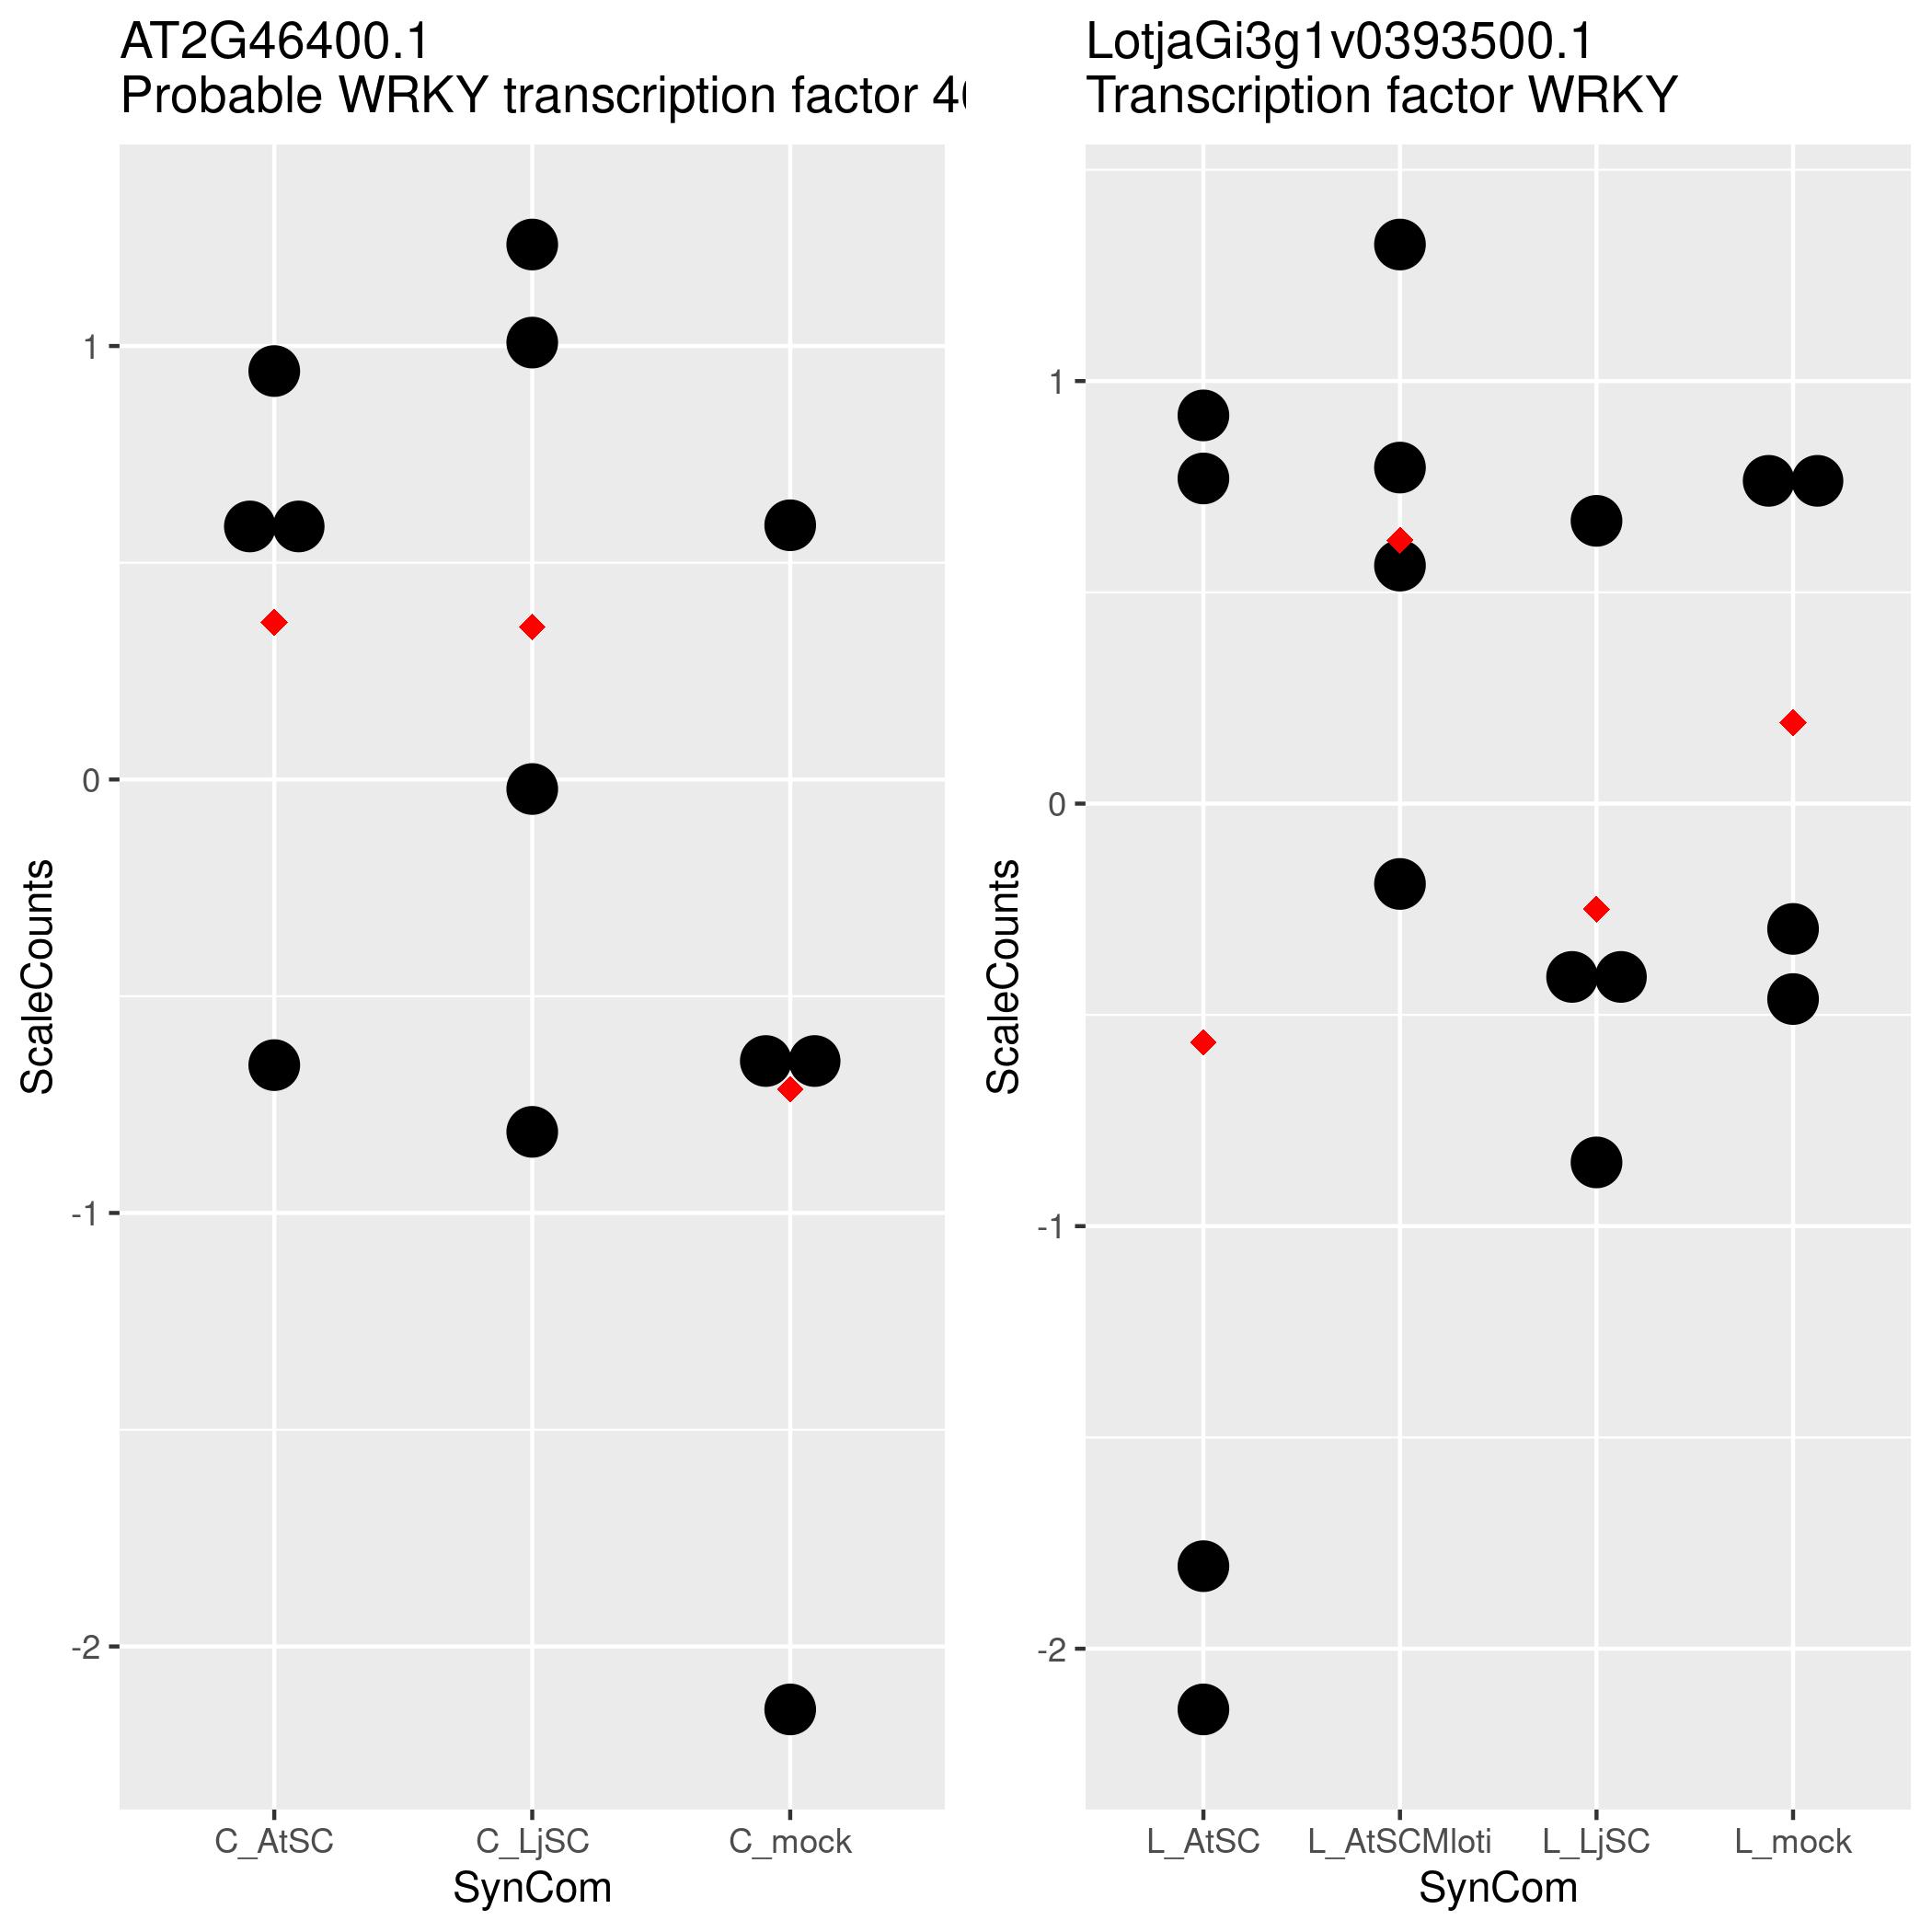 AT2G46400.1
Probable WRKY transcription factor
ScaleCounts
1
0
-1
-2
C_AtSC C_LjSC C_mock
SynCom
LotjaGi3g1v0393500.1
Transcription factor WRKY
ScaleCounts
1
0
-1
-2
L_AtSC L_AtSCMloti L_LjSC L_mock
SynCom